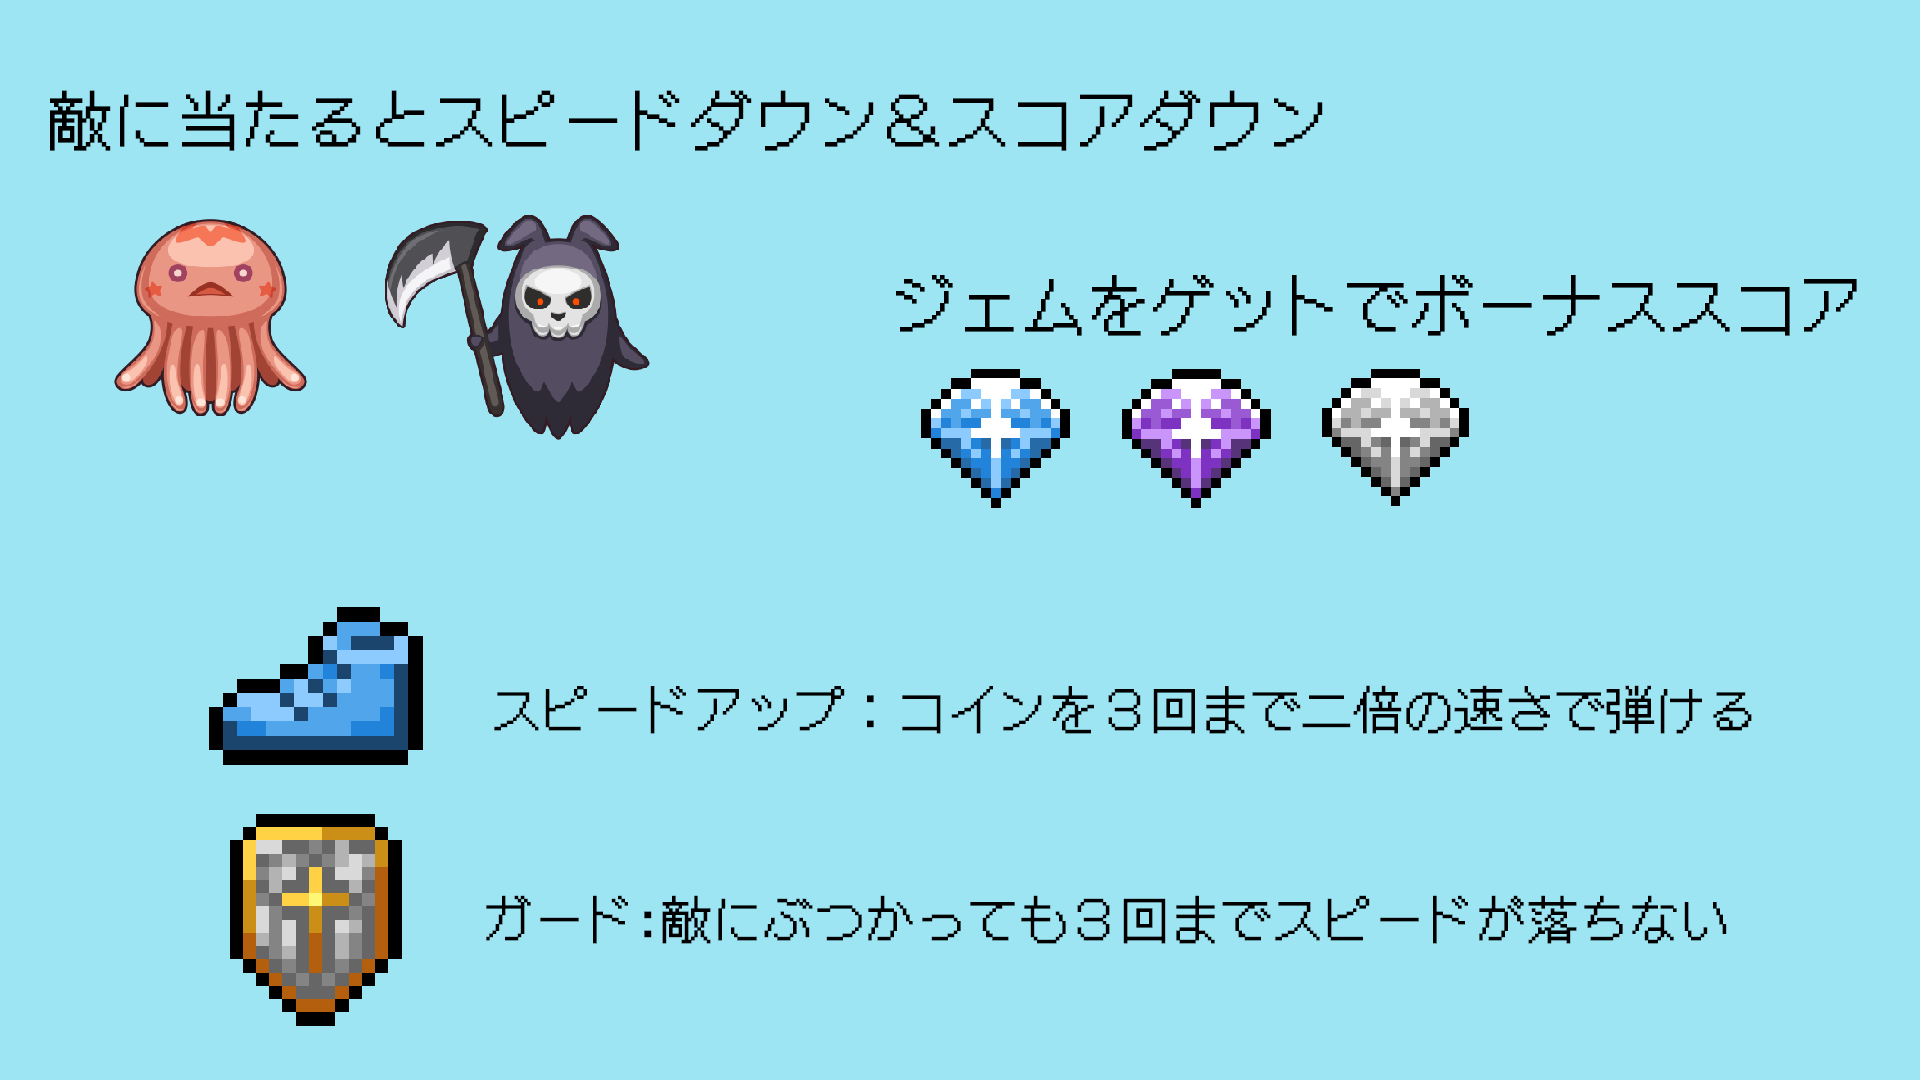 敵に当たるとスピードダウン&スコアダウン
ジェムをゲットでボーナススコア
スピードアップ：コインを３回まで二倍の速さで弾ける
ガード:敵にぶつかっても３回までスピードが落ちない